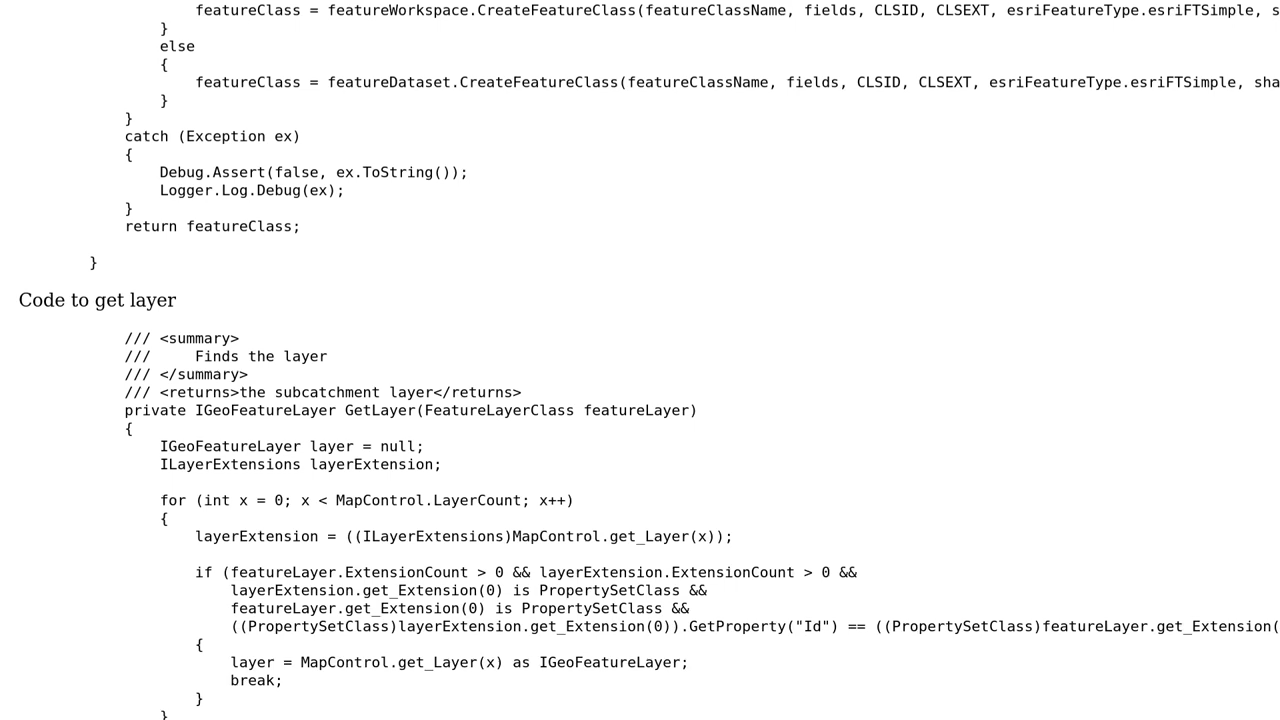 featureClass = featureWorkspace.CreateFeatureClass(featureClassName, fields, CLSID, CLSEXT, esriFeatureType.esriFTSimple, s
}
else
{
featureClass = featureDataset.CreateFeatureClass(featureClassName, fields, CLSID, CLSEXT, esriFeatureType.esriFTSimple, sha
}
}
catch (Exception ex)
{
Debug.Assert(false, ex.ToString());
Logger.Log.Debug(ex);
}
return featureClass;
}
Code to get layer
/// <summary>
///     Finds the layer
/// </summary>
/// <returns>the subcatchment layer</returns>
private IGeoFeatureLayer GetLayer(FeatureLayerClass featureLayer)
{
IGeoFeatureLayer layer = null;
ILayerExtensions layerExtension;
for (int x = 0; x < MapControl.LayerCount; x++)
{
layerExtension = ((ILayerExtensions)MapControl.get_Layer(x));
if (featureLayer.ExtensionCount > 0 && layerExtension.ExtensionCount > 0 &&
layerExtension.get_Extension(0) is PropertySetClass &&
featureLayer.get_Extension(0) is PropertySetClass &&
((PropertySetClass)layerExtension.get_Extension(0)).GetProperty("Id") == ((PropertySetClass)featureLayer.get_Extension(
{
layer = MapControl.get_Layer(x) as IGeoFeatureLayer;
break;
}
}